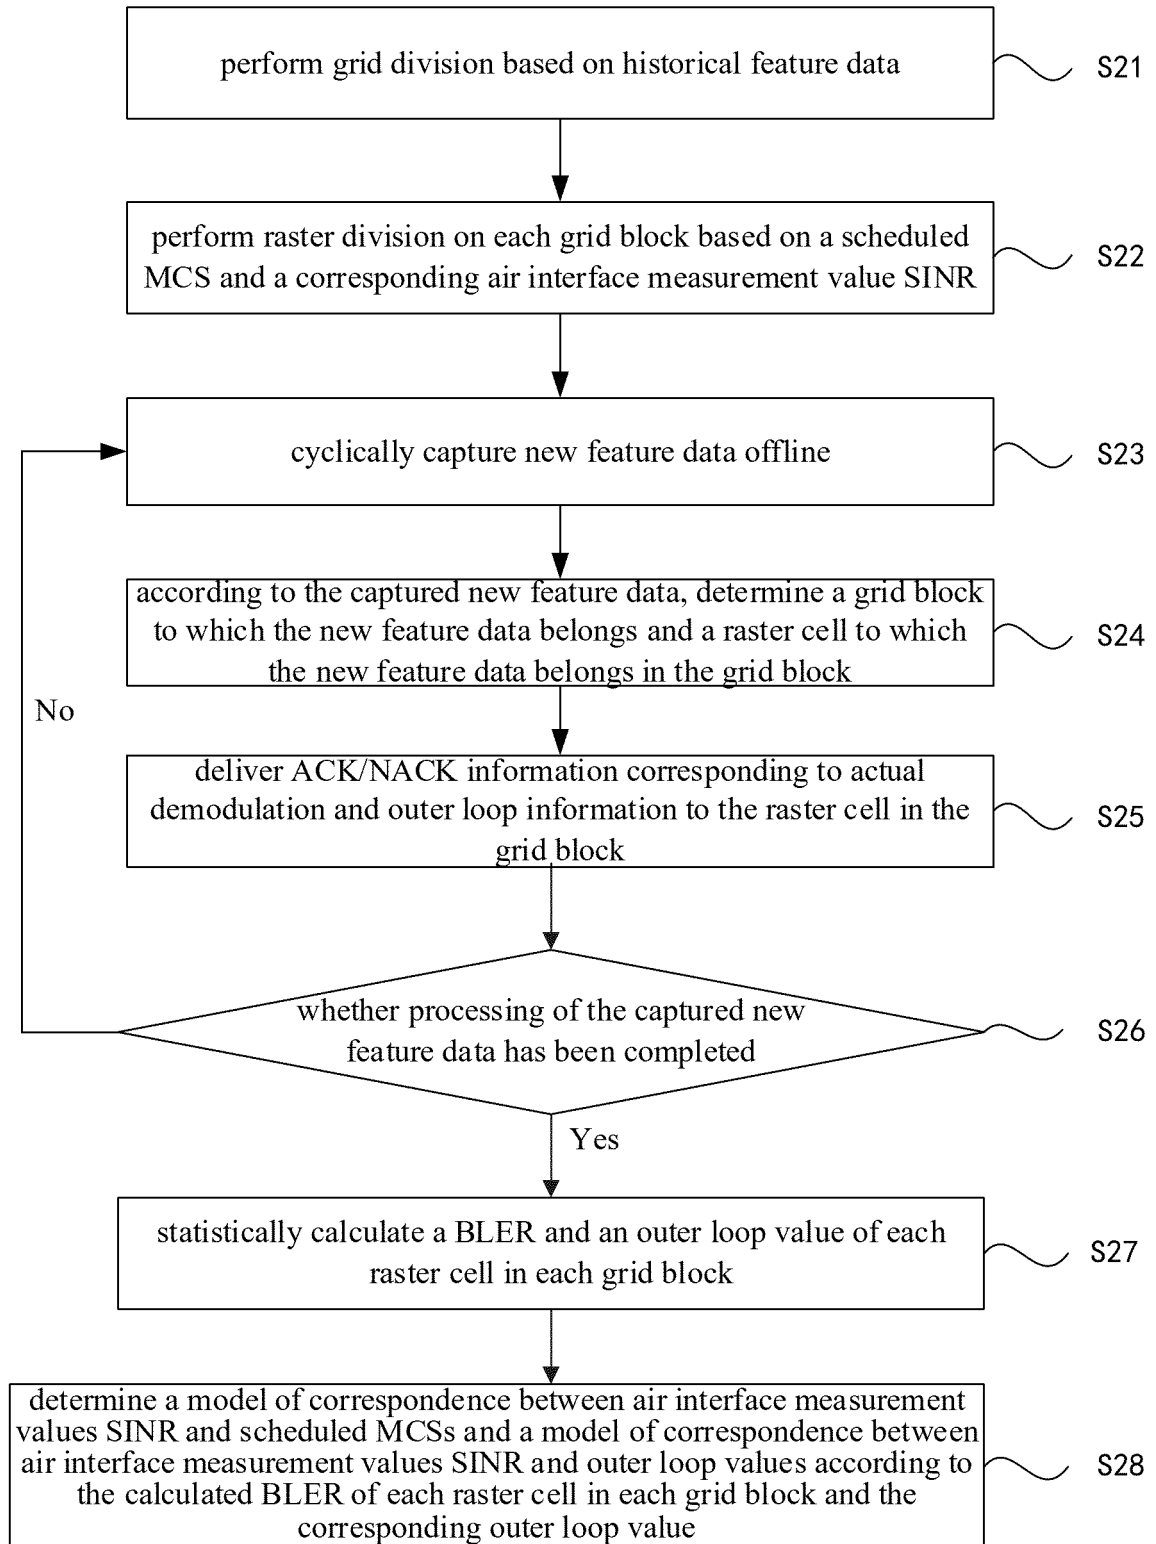 perform grid division based on historical feature data
S21
perform raster division on each grid block based on a scheduled
MCS and a corresponding air interface measurement value SINR
S22
cyclically capture new feature data offline
S23
according to the captured new feature data, determine a grid block
to which the new feature data belongs and a raster cell to which
the new feature data belongs in the grid block
S24
No
deliver ACK/NACK information corresponding to actual
demodulation and outer loop information to the raster cell in the
grid block
S25
whether processing of the captured new
feature data has been completed
S26
Yes
statistically calculate a BLER and an outer loop value of each
raster cell in each grid block
S27
determine a model of correspondence between air interface measurement
values SINR and scheduled MCSs and a model of correspondence between
air interface measurement values SINR and outer loop values according to
the calculated BLER of each raster cell in each grid block and the
corresponding outer loop value
S28